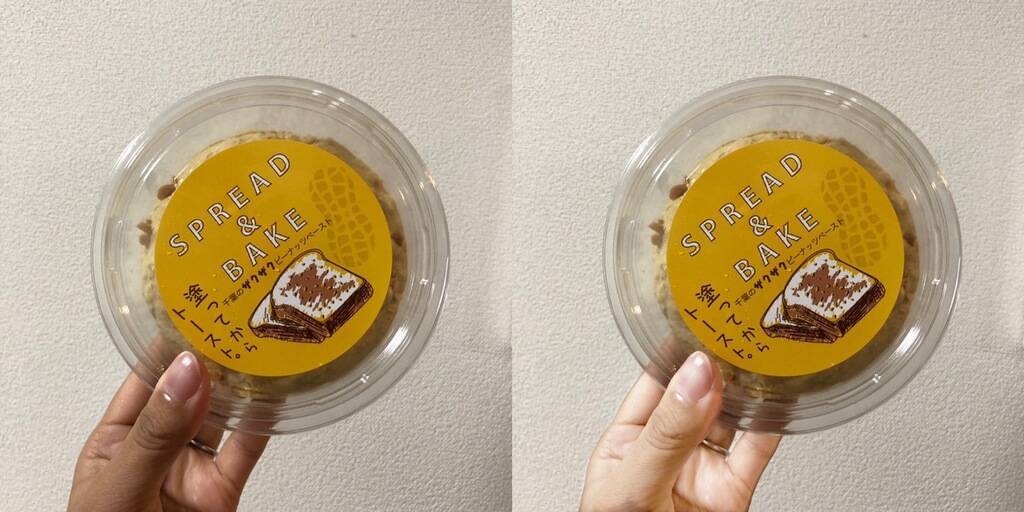 SPREAD
&
BAKE
千葉のザクザクピーナッツペースト
塗ってから
トースト。
SPREAD
&
BAKE
千葉のザクザクピーナッツペースト
塗ってから
トースト。